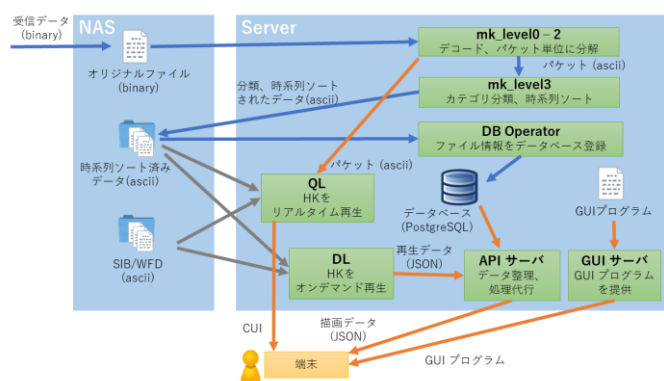 受信データ
(binary)
NAS
Server
オリジナルファイル
(binary)
mk_level0 – 2
デコード、パケット単位に分解
パケット (ascii)
分類、時系列ソート
されたデータ(ascii)
mk_level3
カテゴリ分類、時系列ソート
DB Operator
ファイル情報をデータベース登録
時系列ソート済み
データ(ascii)
パケット (ascii)
QL
HKを
リアルタイム再生
データベース
(PostgreSQL)
GUIプログラム
SIB/WFD
(ascii)
DL
HKを
オンデマンド再生
再生データ
(JSON)
API サーバ
データ整理、
処理代行
GUI サーバ
GUI プログラム
を提供
CUI
描画データ
(JSON)
GUI プログラム
端末